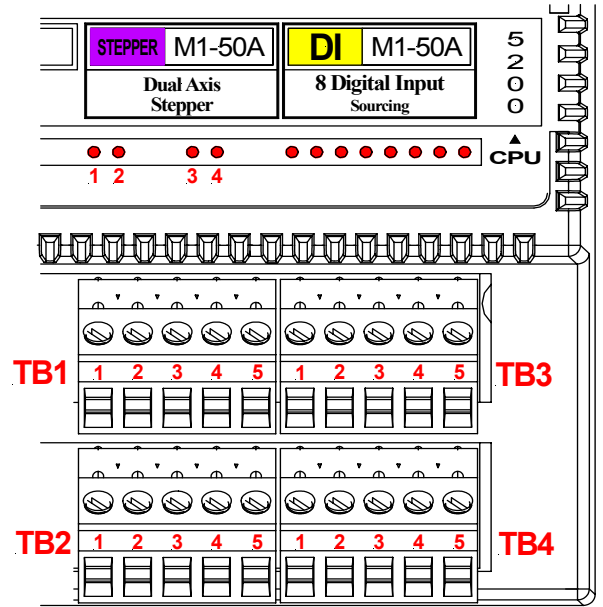 STEPPER M1-50A
Dual Axis
Stepper
DI M1-50A
8 Digital Input
Sourcing
5
2
0
0
CPU
1 2 3 4
TB1 1 2 3 4 5 1 2 3 4 5 TB3
TB2 1 2 3 4 5 1 2 3 4 5 TB4